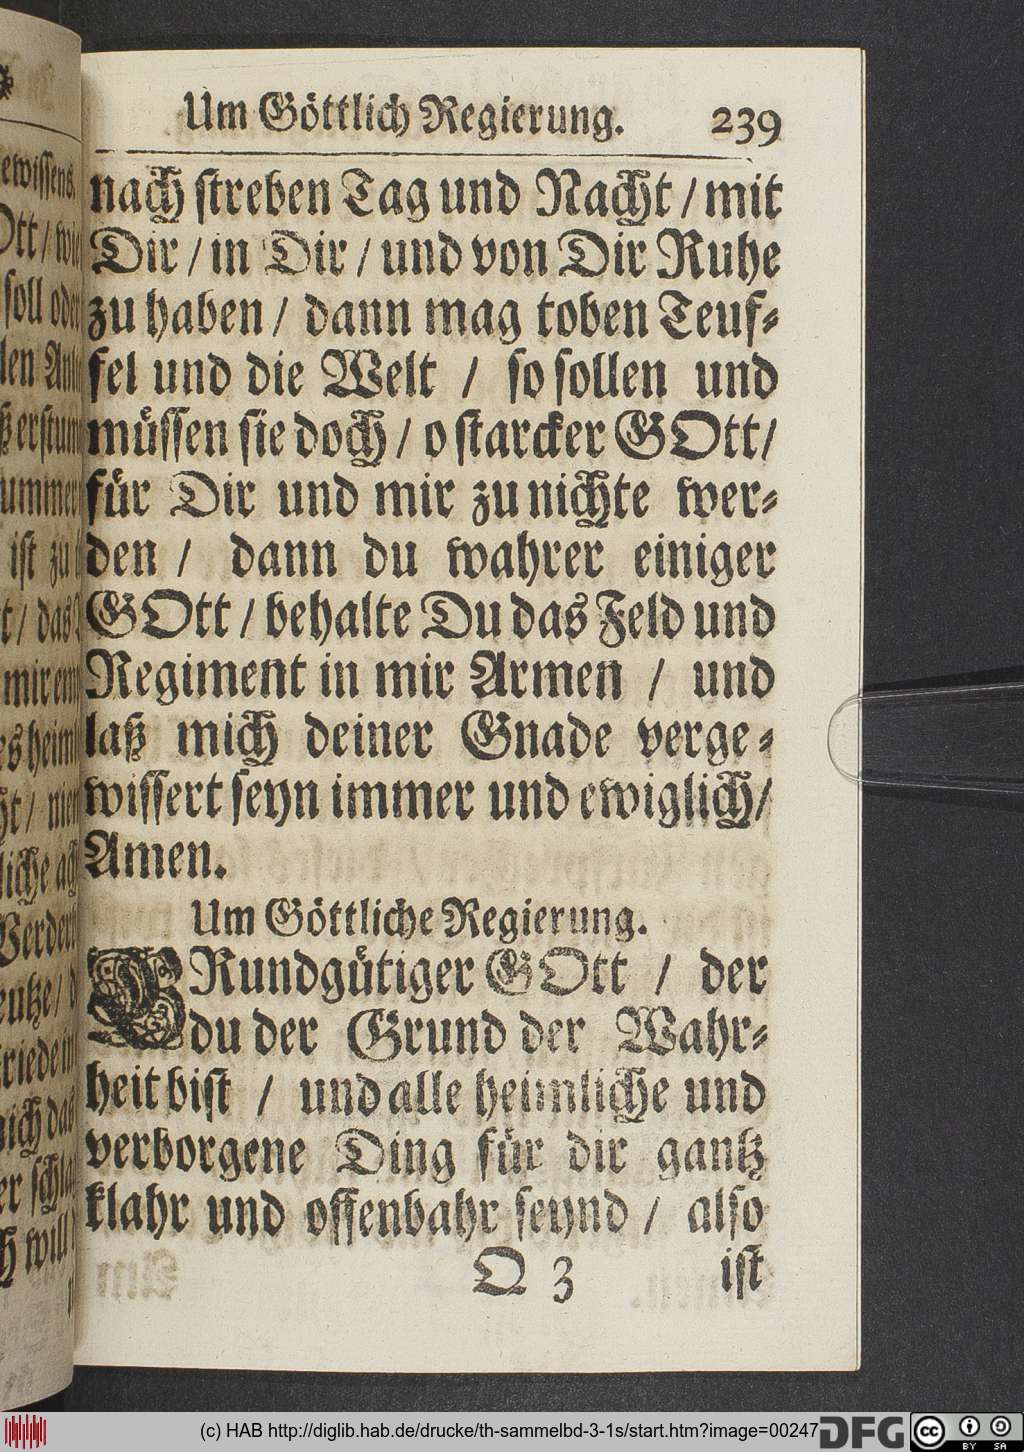 Um Göttlich Regierung. 239
nach streben Tag und Nacht / mit
Dir / in Dir / und von Dir Ruhe
zu haben / dann mag toben Teuf-
fel und die Welt / so sollen und
müssen sie doch / o starcker GOtt /
für Dir und mir zu nichte wer-
den / dann du wahrer einiger
GOtt / behalte Du das Feld und
Regiment in mir Armen / und
laß mich deiner Gnade verge-
wissert seyn immer und ewiglich /
Amen.
Um Göttliche Regierung.
GRundgütiger GOtt / der
du der Grund der Wahr-
heit bist / und alle heimliche und
verborgene Ding für dir gantz
klahr und offenbahr seynd / also
Q 3 ist
(c) HAB http://diglib.hab.de/drucke/th-sammelbd-3-1s/start.htm?image=00247
DFG
cc BY SA